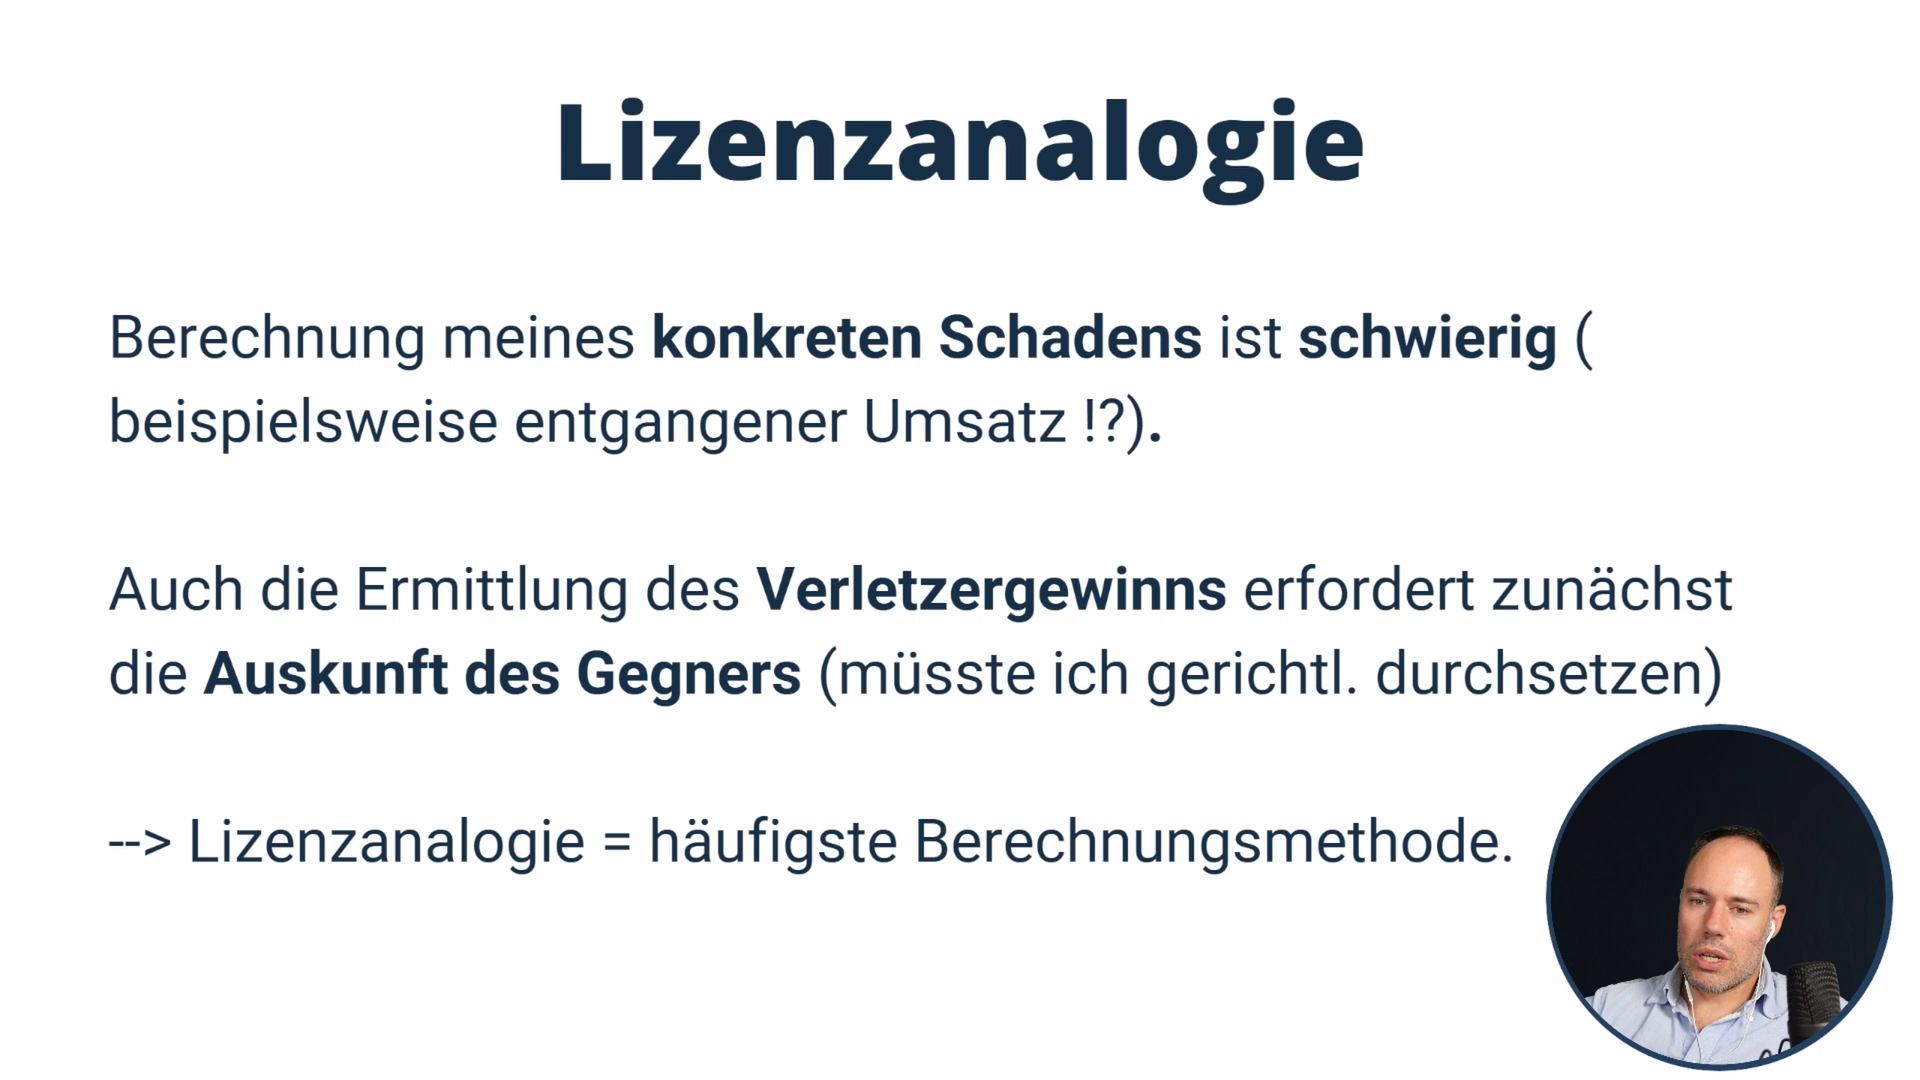 Lizenzanalogie
Berechnung meines konkreten Schadens ist schwierig (
beispielsweise entgangener Umsatz !?).
Auch die Ermittlung des Verletzergewinns erfordert zunächst
die Auskunft des Gegners (müsste ich gerichtl. durchsetzen)
--> Lizenzanalogie = häufigste Berechnungsmethode.